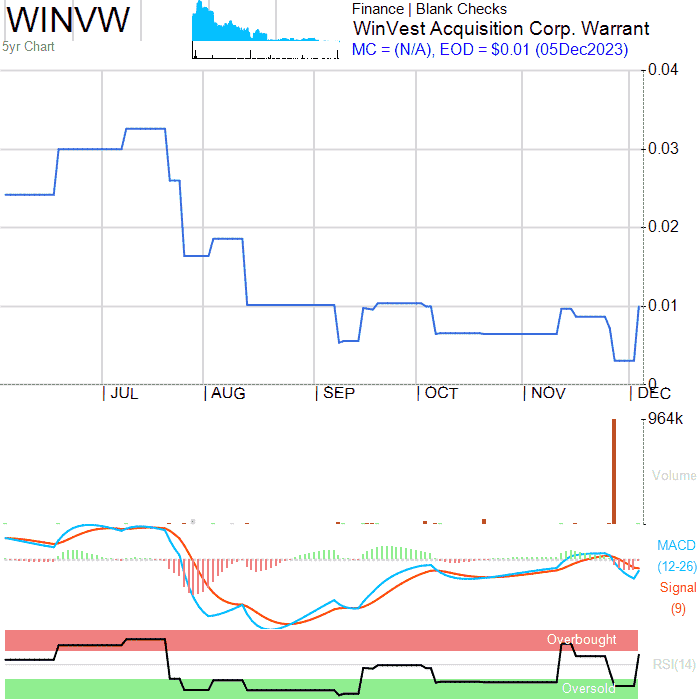 WINVW
5yr Chart
Finance | Blank Checks
WinVest Acquisition Corp. Warrant
MC = (N/A), EOD = $0.01 (05Dec2023)
0.04
0.03
0.02
0.01
0
JUL AUG SEP OCT NOV DEC
964k
Volume
MACD
(12-26)
Signal
(9)
Overbought
RSI(14)
Oversold